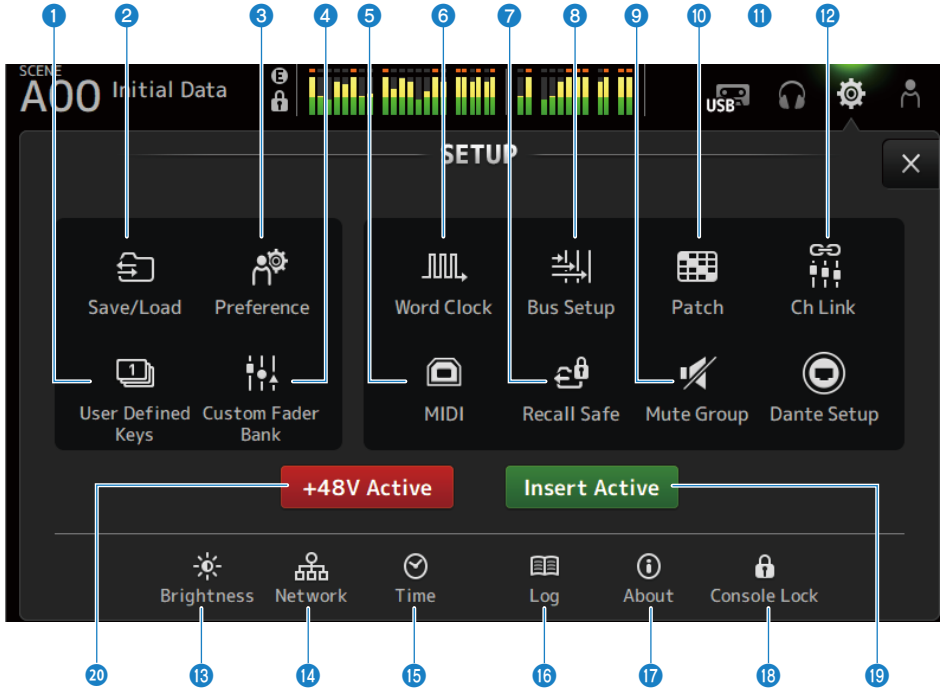 1 2 3 4 5 6 7 8 9 10 11 12
SCENE
A00 Initial Data
E
USB
SETUP
Save/Load Preference Word Clock Bus Setup Patch Ch Link
1
User Defined Keys Custom Fader Bank MIDI Recall Safe Mute Group Dante Setup
+48V Active Insert Active
Brightness Network Time Log About Console Lock
20 13 14 15 16 17 18 19